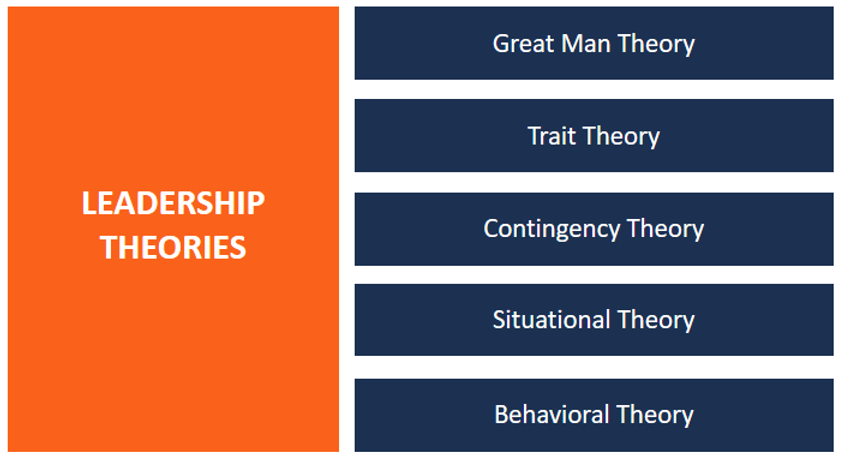 LEADERSHIP
THEORIES
Great Man Theory
Trait Theory
Contingency Theory
Situational Theory
Behavioral Theory